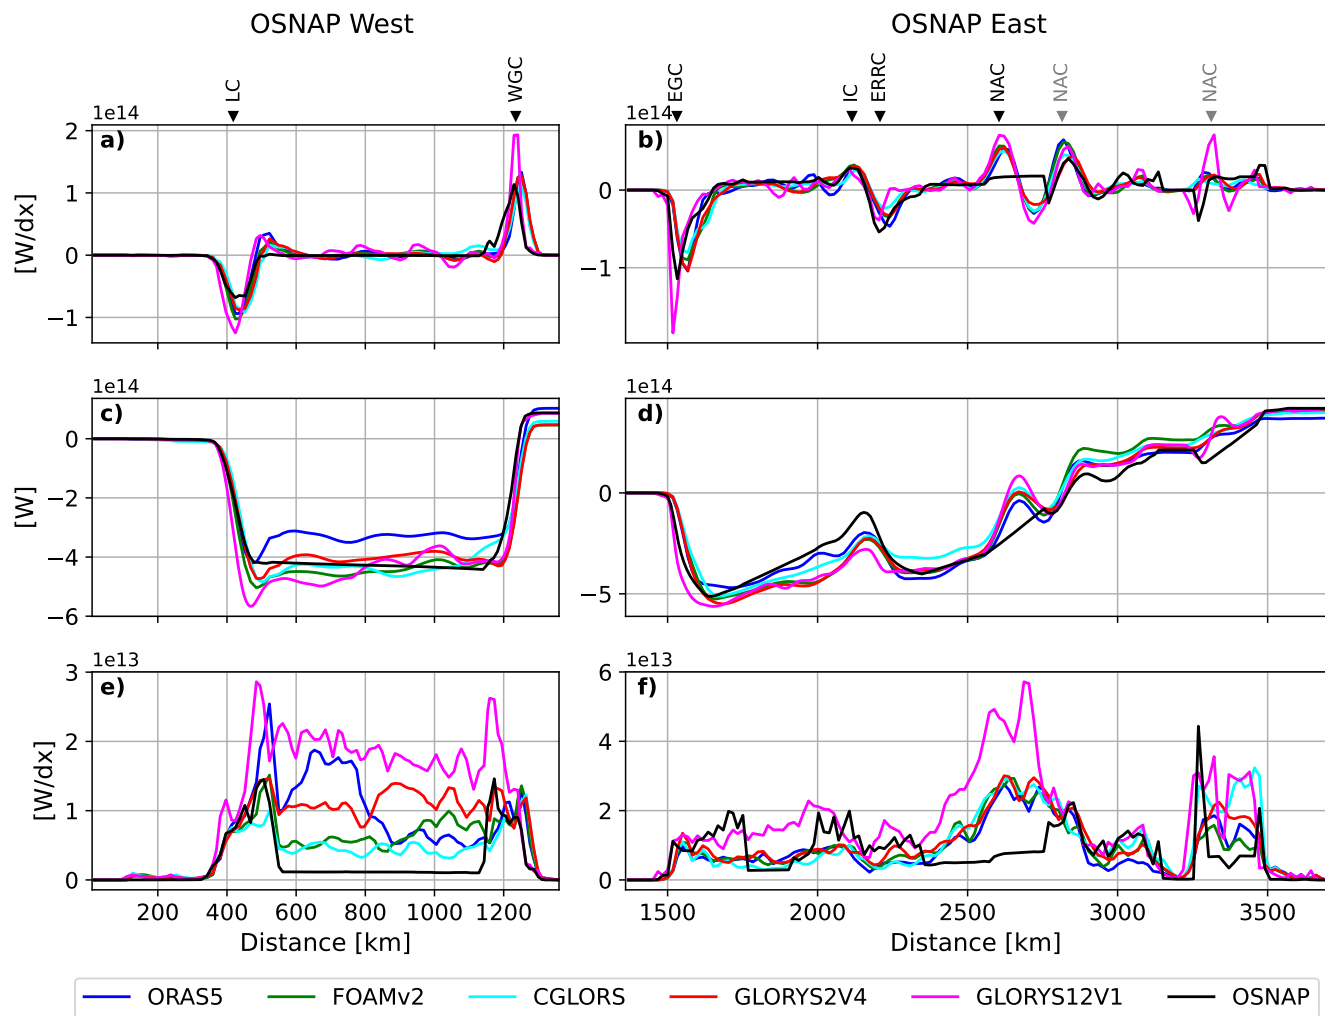 OSNAP West
OSNAP East
LC
WGC
EGC
IC
ERRC
NAC
NAC
NAC
1e14
1e14
a)
b)
2
1
0
−1
[W/dx]
0
−1
1e14
1e14
c)
d)
0
−2
−4
−6
[W]
0
−5
1e13
1e13
e)
f)
3
2
1
0
[W/dx]
6
4
2
0
200 400 600 800 1000 1200
1500 2000 2500 3000 3500
Distance [km]
Distance [km]
ORAS5 FOAMv2 CGLORS GLORYS2V4 GLORYS12V1 OSNAP